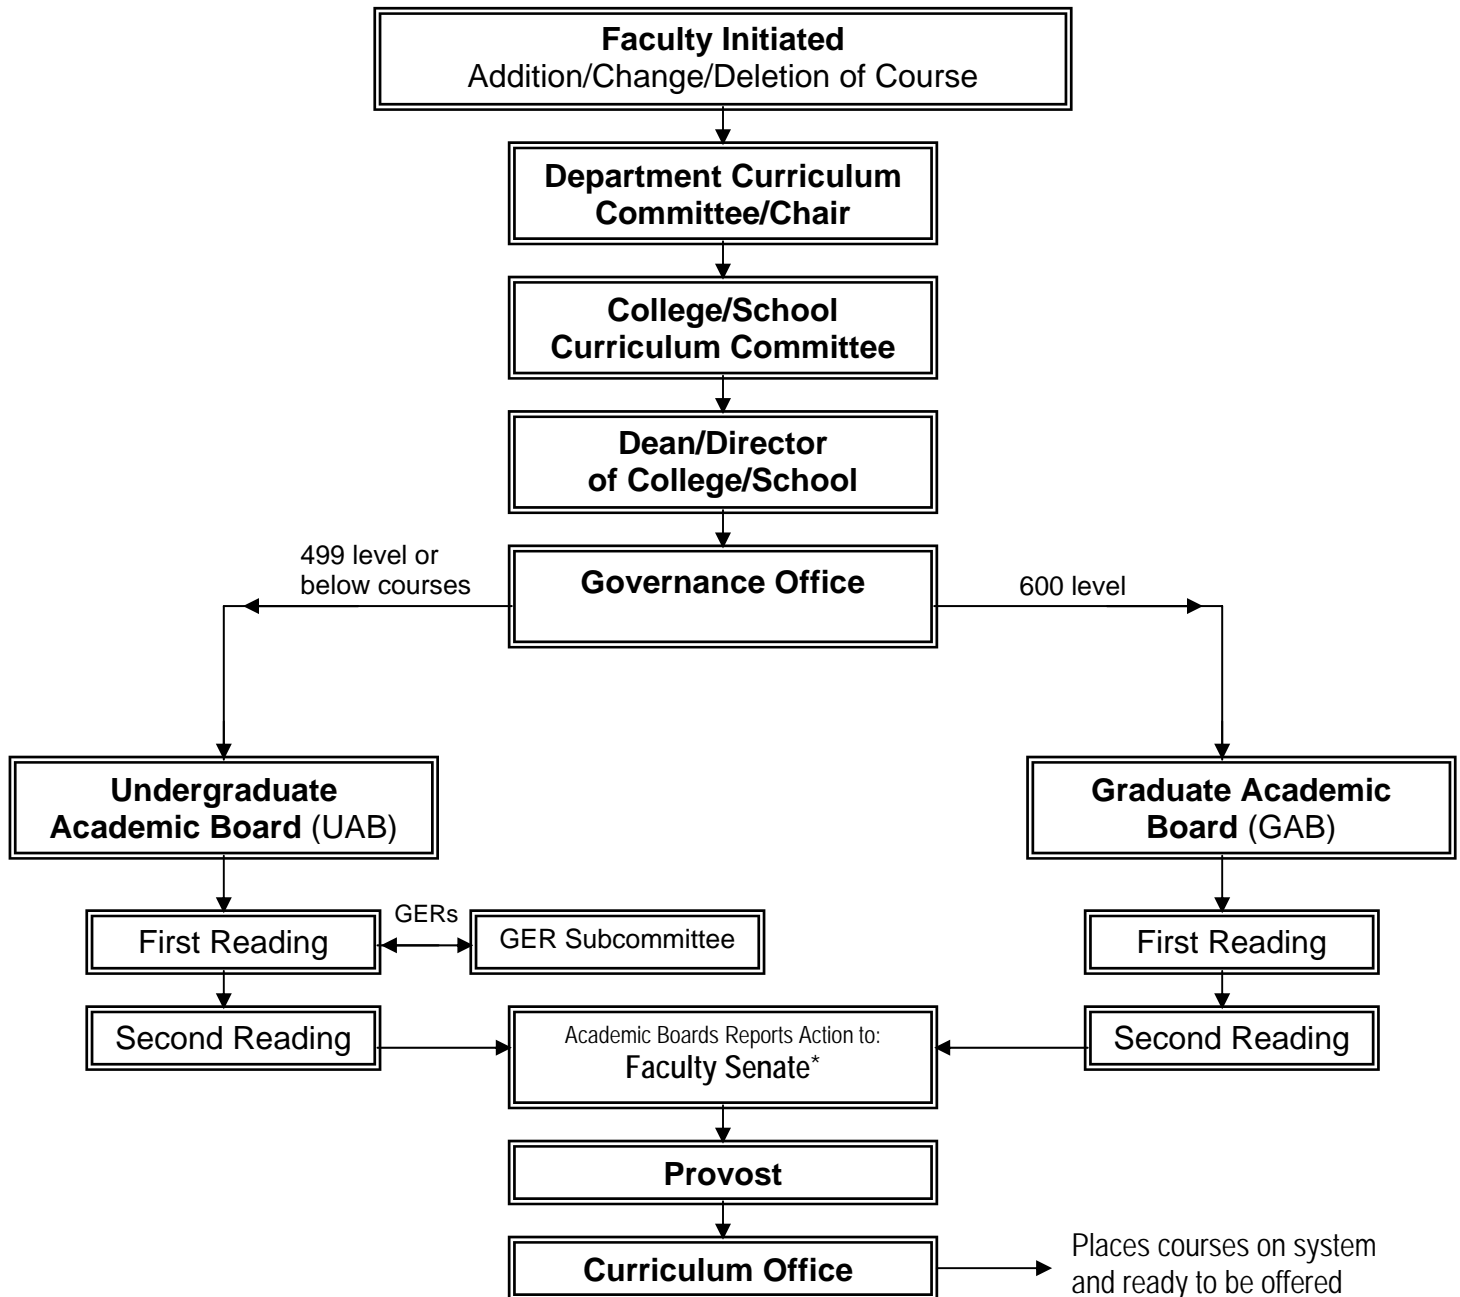 Faculty Initiated
Addition/Change/Deletion of Course
Department Curriculum
Committee/Chair
College/School
Curriculum Committee
Dean/Director
of College/School
499 level or
below courses
Governance Office
600 level
Undergraduate
Academic Board (UAB)
Graduate Academic
Board (GAB)
First Reading
GERs
GER Subcommittee
First Reading
Second Reading
Academic Boards Reports Action to:
Faculty Senate*
Second Reading
Provost
Curriculum Office
Places courses on system
and ready to be offered